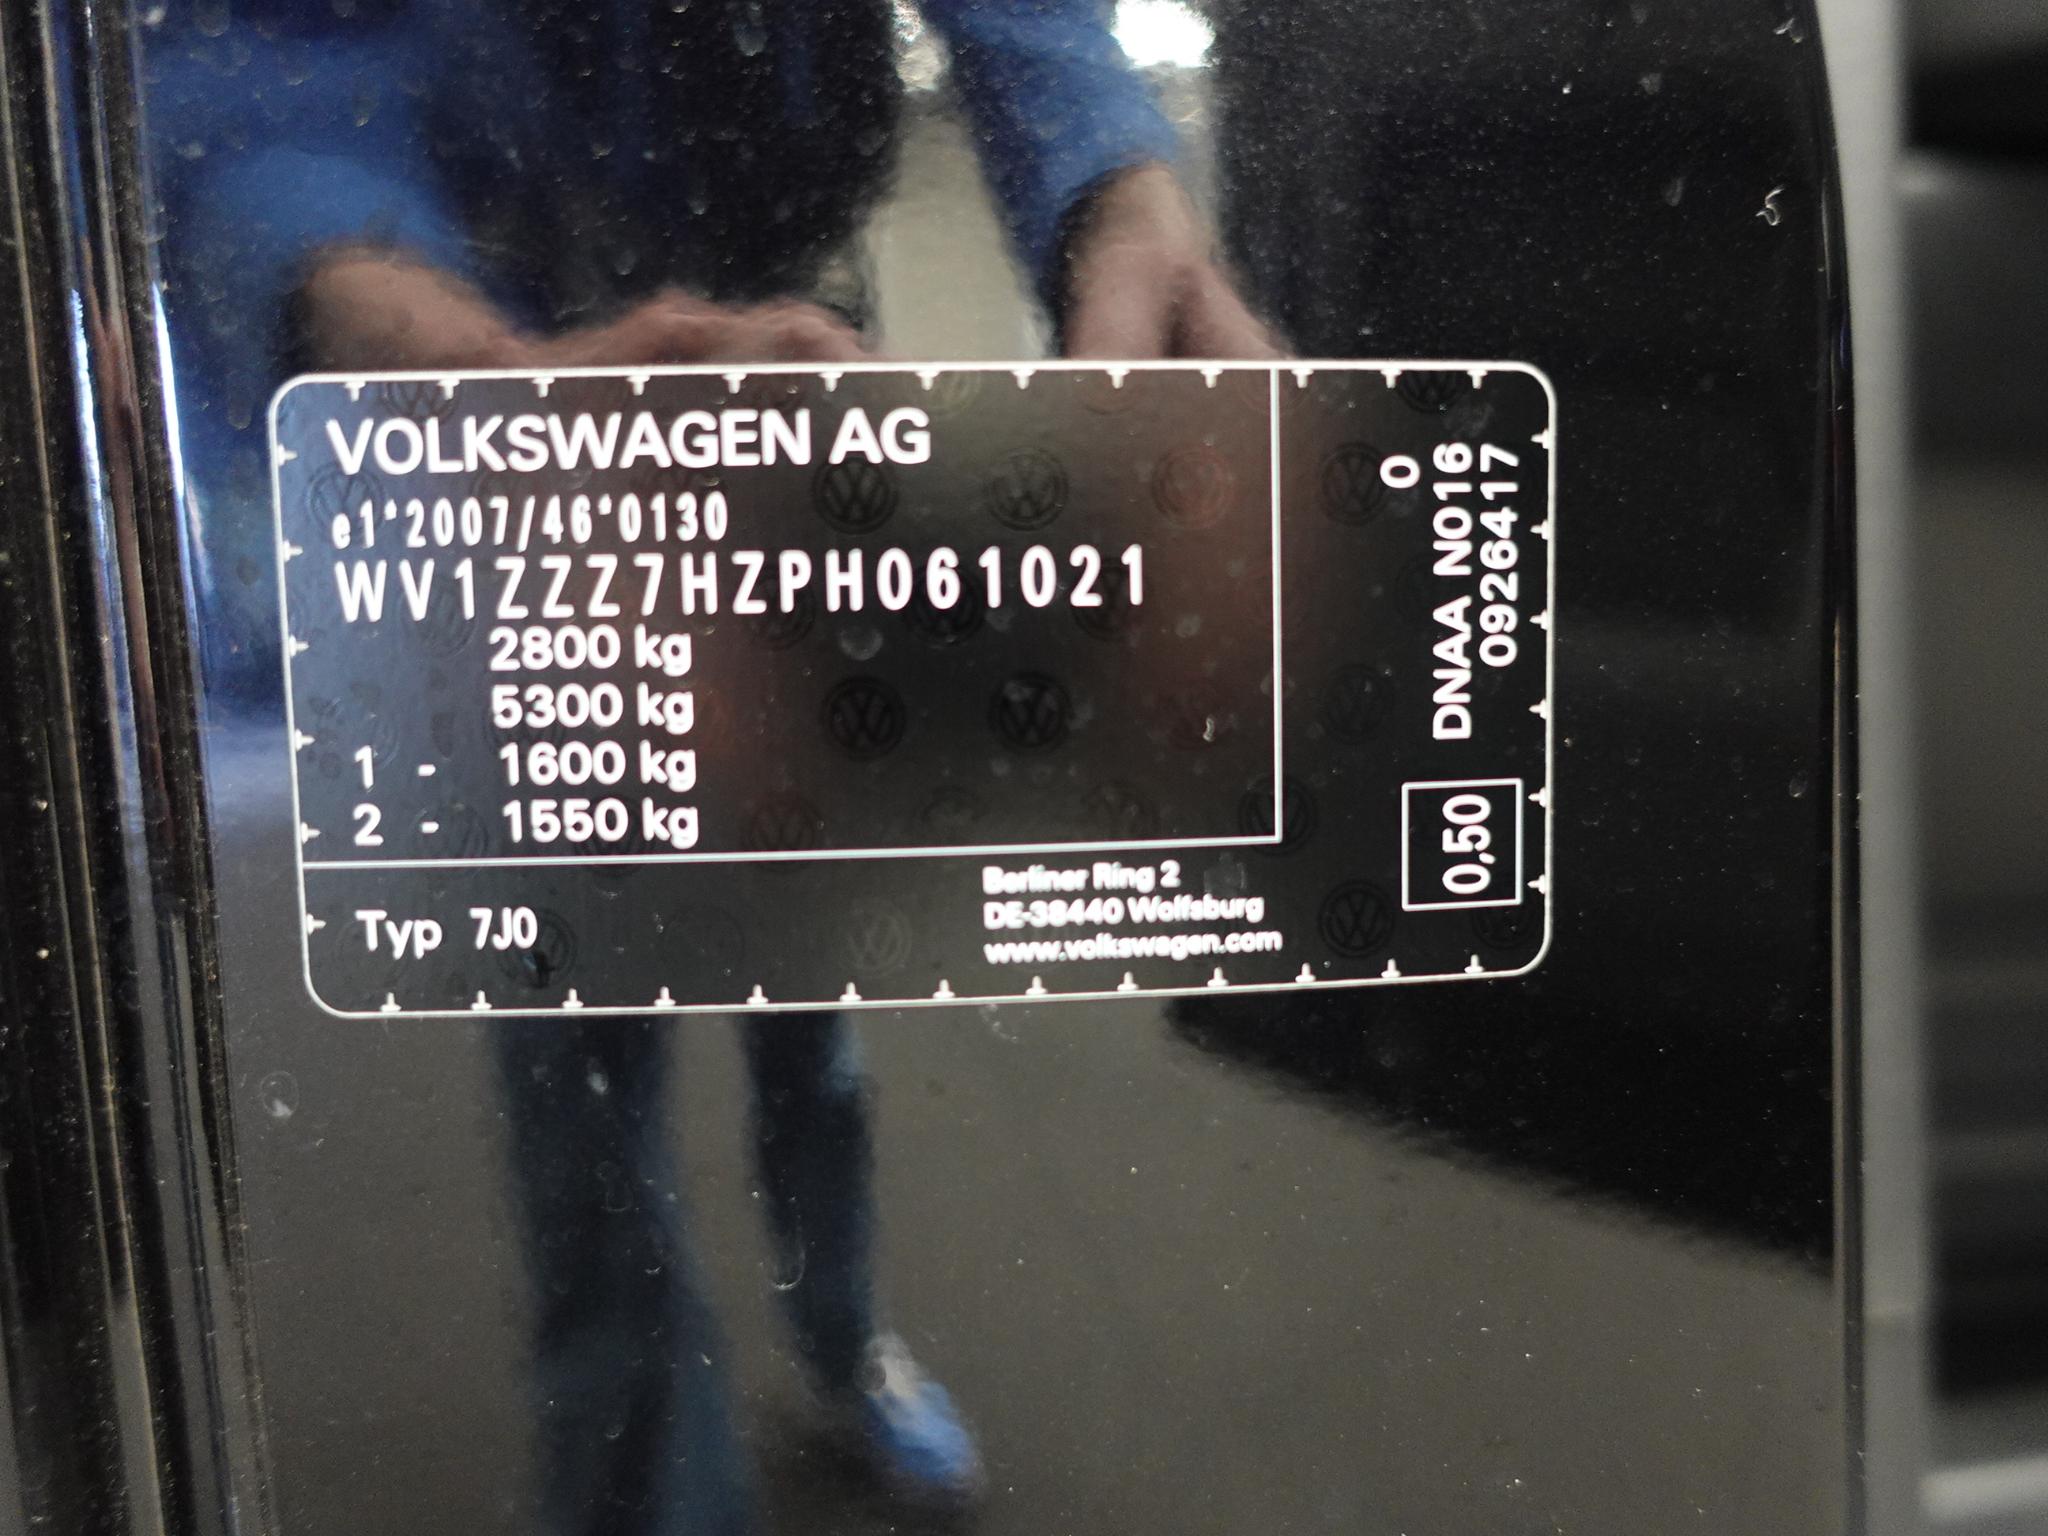 VOLKSWAGEN AG
e1*2007/46*0130
WV1ZZZ7HZPH061021
2800 kg
5300 kg
1 - 1600 kg
2 - 1550 kg
Typ 7J0
Berliner Ring 2
DE-38440 Wolfsburg
www.volkswagen.com
0
DNAA N016
0926417
0,50